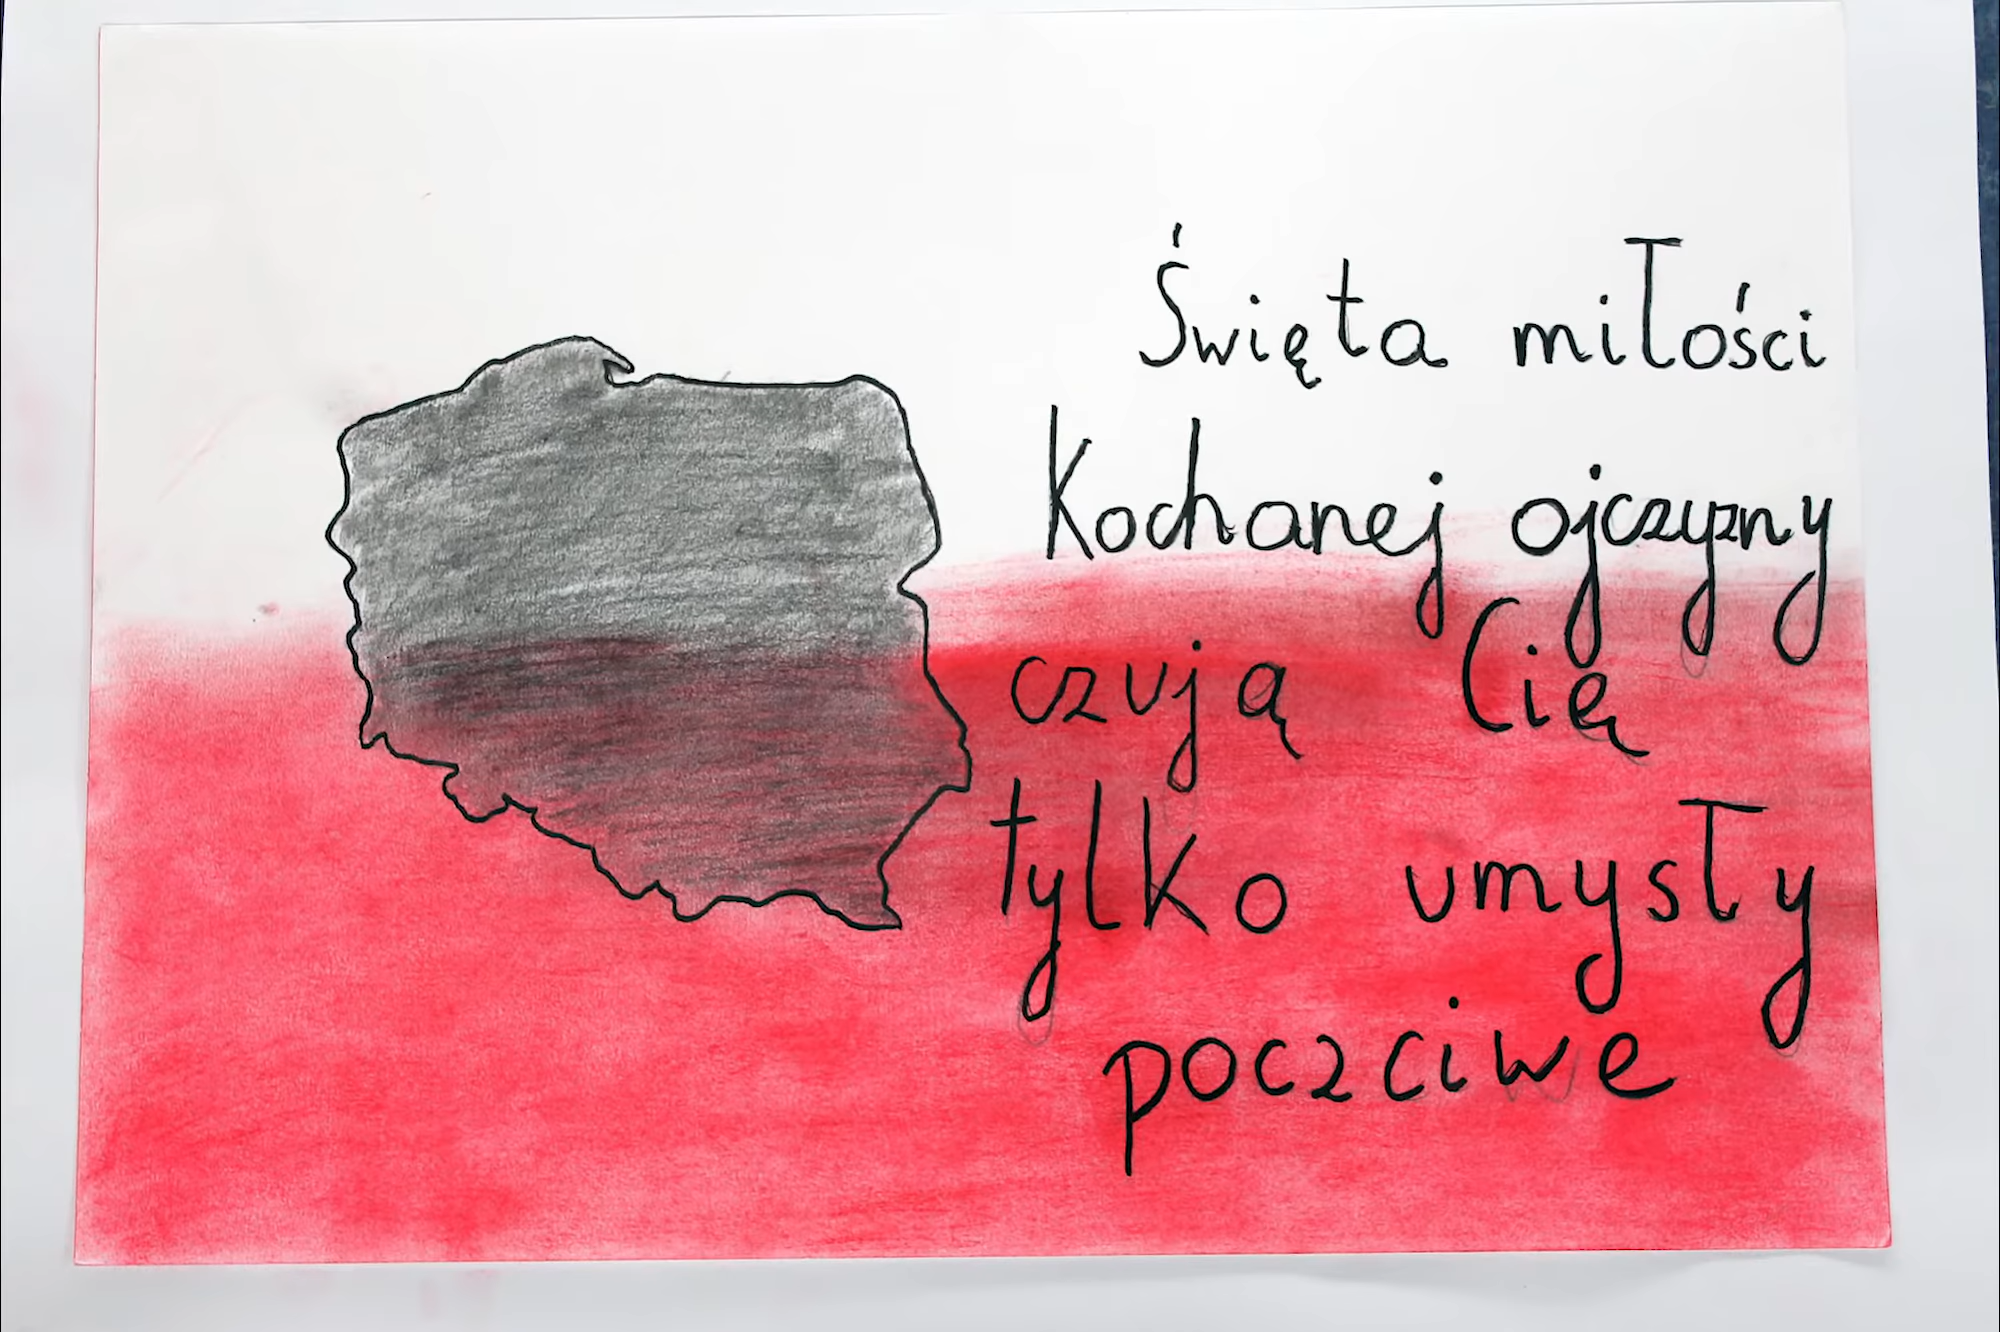 Święta miłości
Kochanej ojczyzny
czują Cię
tylko umysły
poczciwe